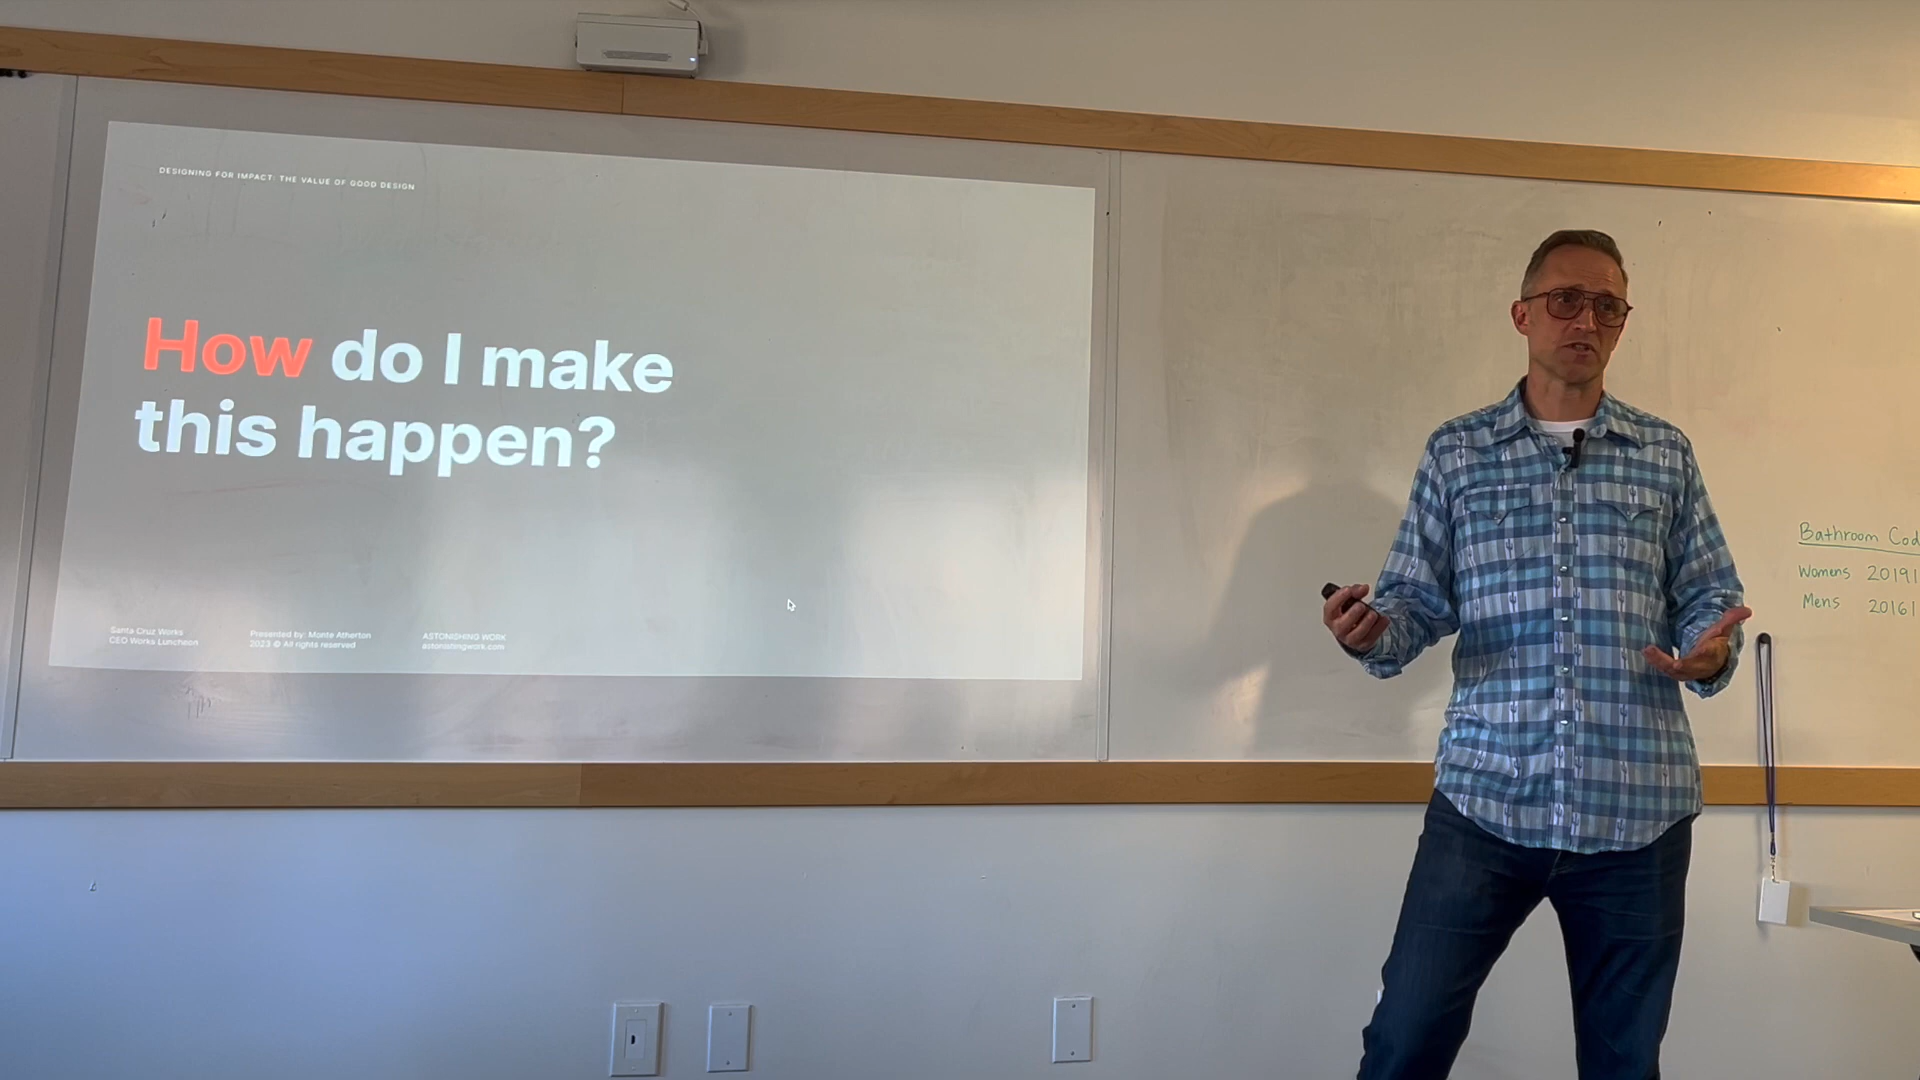 DESIGNING FOR IMPACT: THE VALUE OF GOOD DESIGN
How do I make
this happen?
Santa Cruz Works
CEO Works Luncheon
Presented by: Monte Atherton
2023 © All rights reserved
ASTONISHING WORK
astonishingwork.com
Bathroom Cod
Womens 20191
Mens 20161